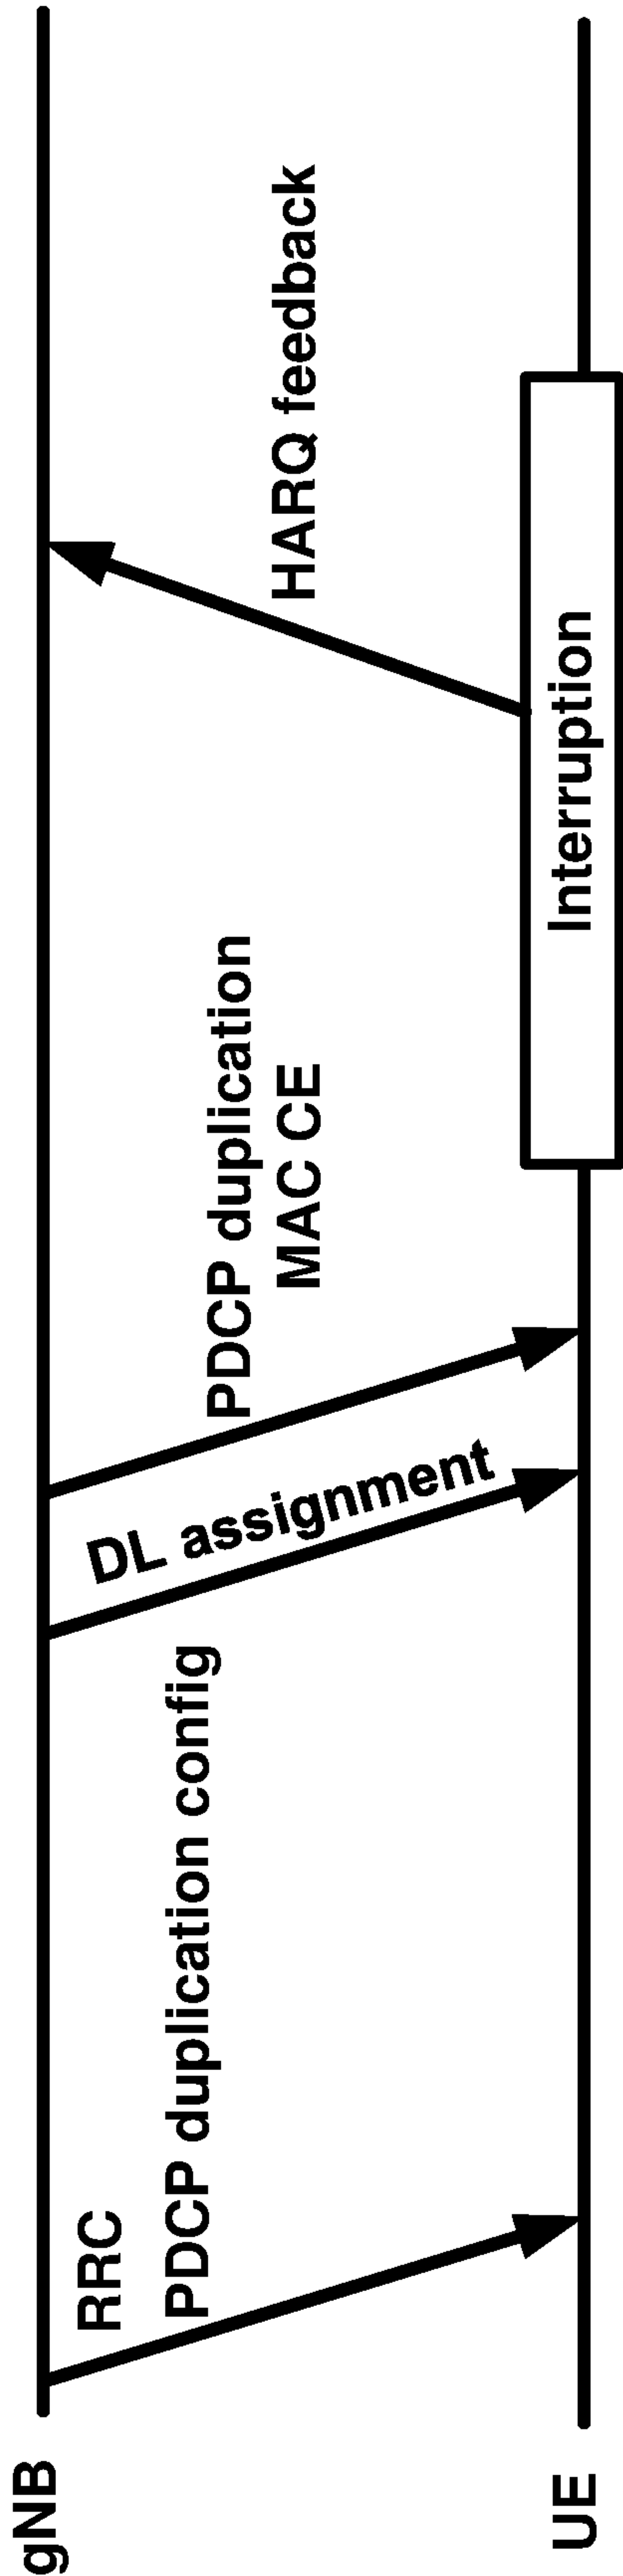 gNB
RRC
PDCP duplication config
DL assignment
PDCP duplication
MAC CE
HARQ feedback
UE
Interruption